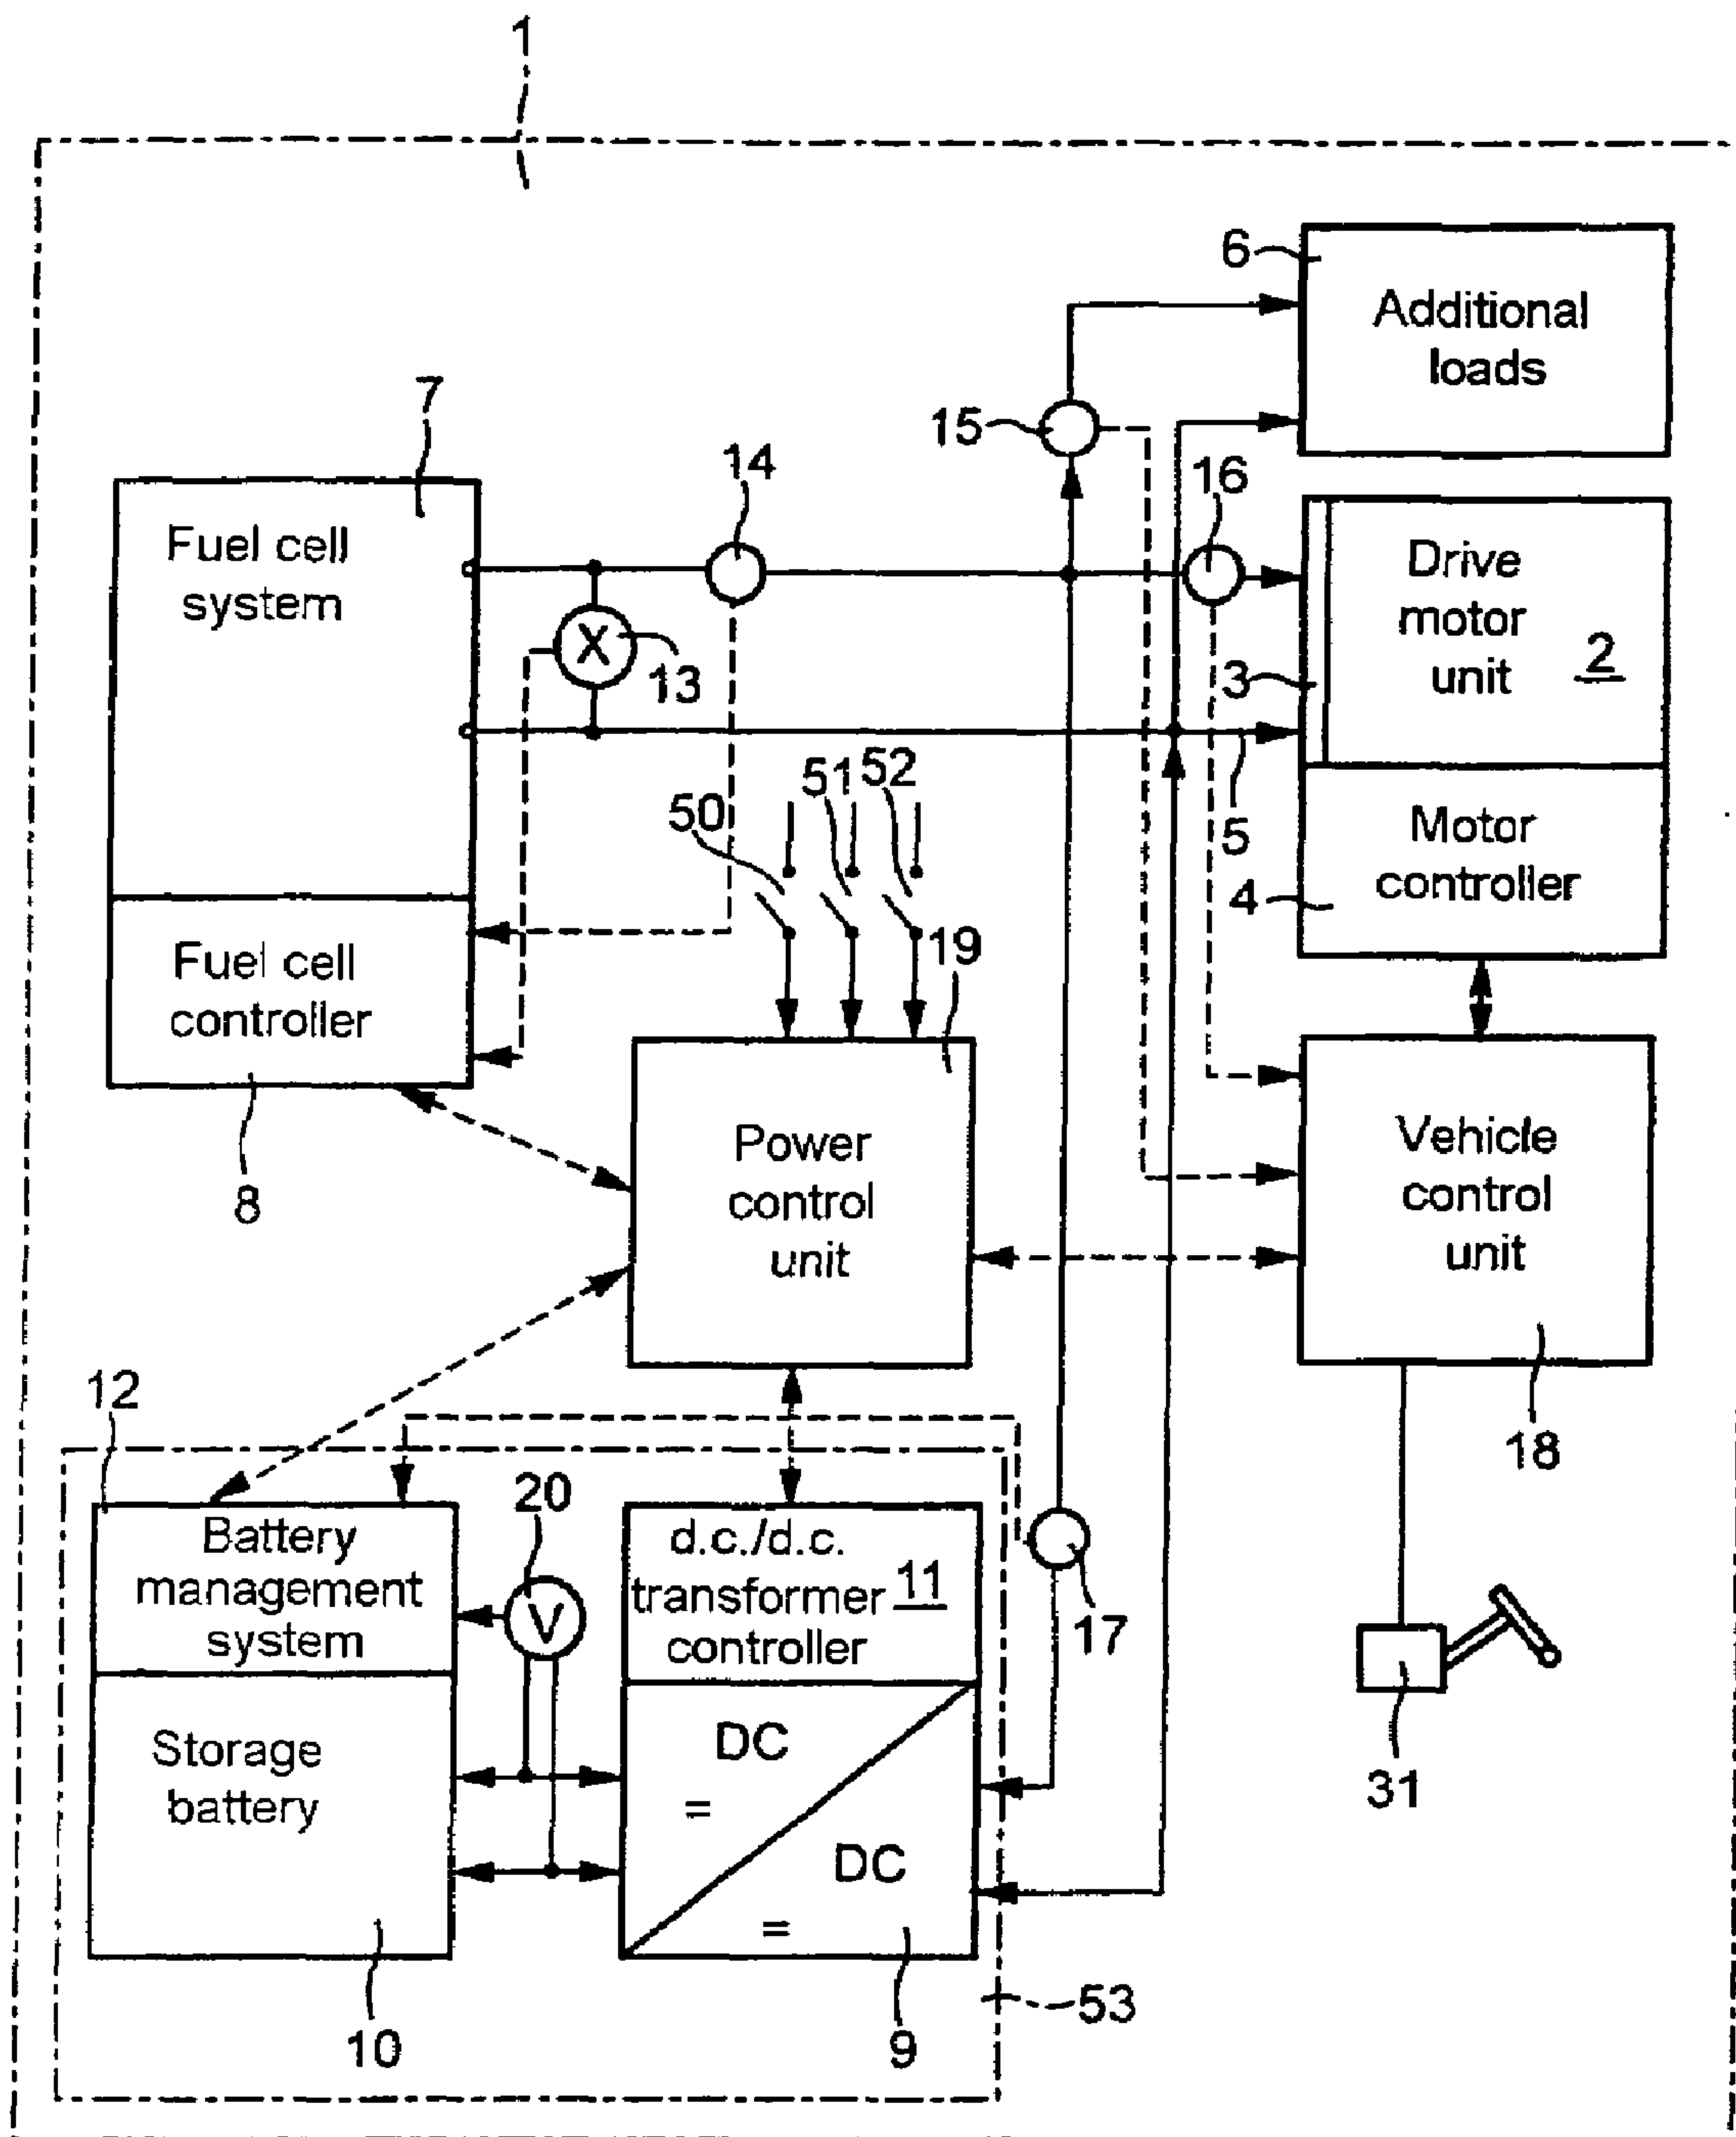 1
6
Additional
loads
15
7
14
16
Fuel cell
system
Drive
motor
unit
2
X
13
3
50
51
52
5
Motor
controller
4
19
Fuel cell
controller
8
Power
control
unit
Vehicle
control
unit
12
18
20
Battery
management
system
V
d.c./d.c.
transformer
controller
11
17
Storage
battery
DC
=
DC
=
31
10
9
53